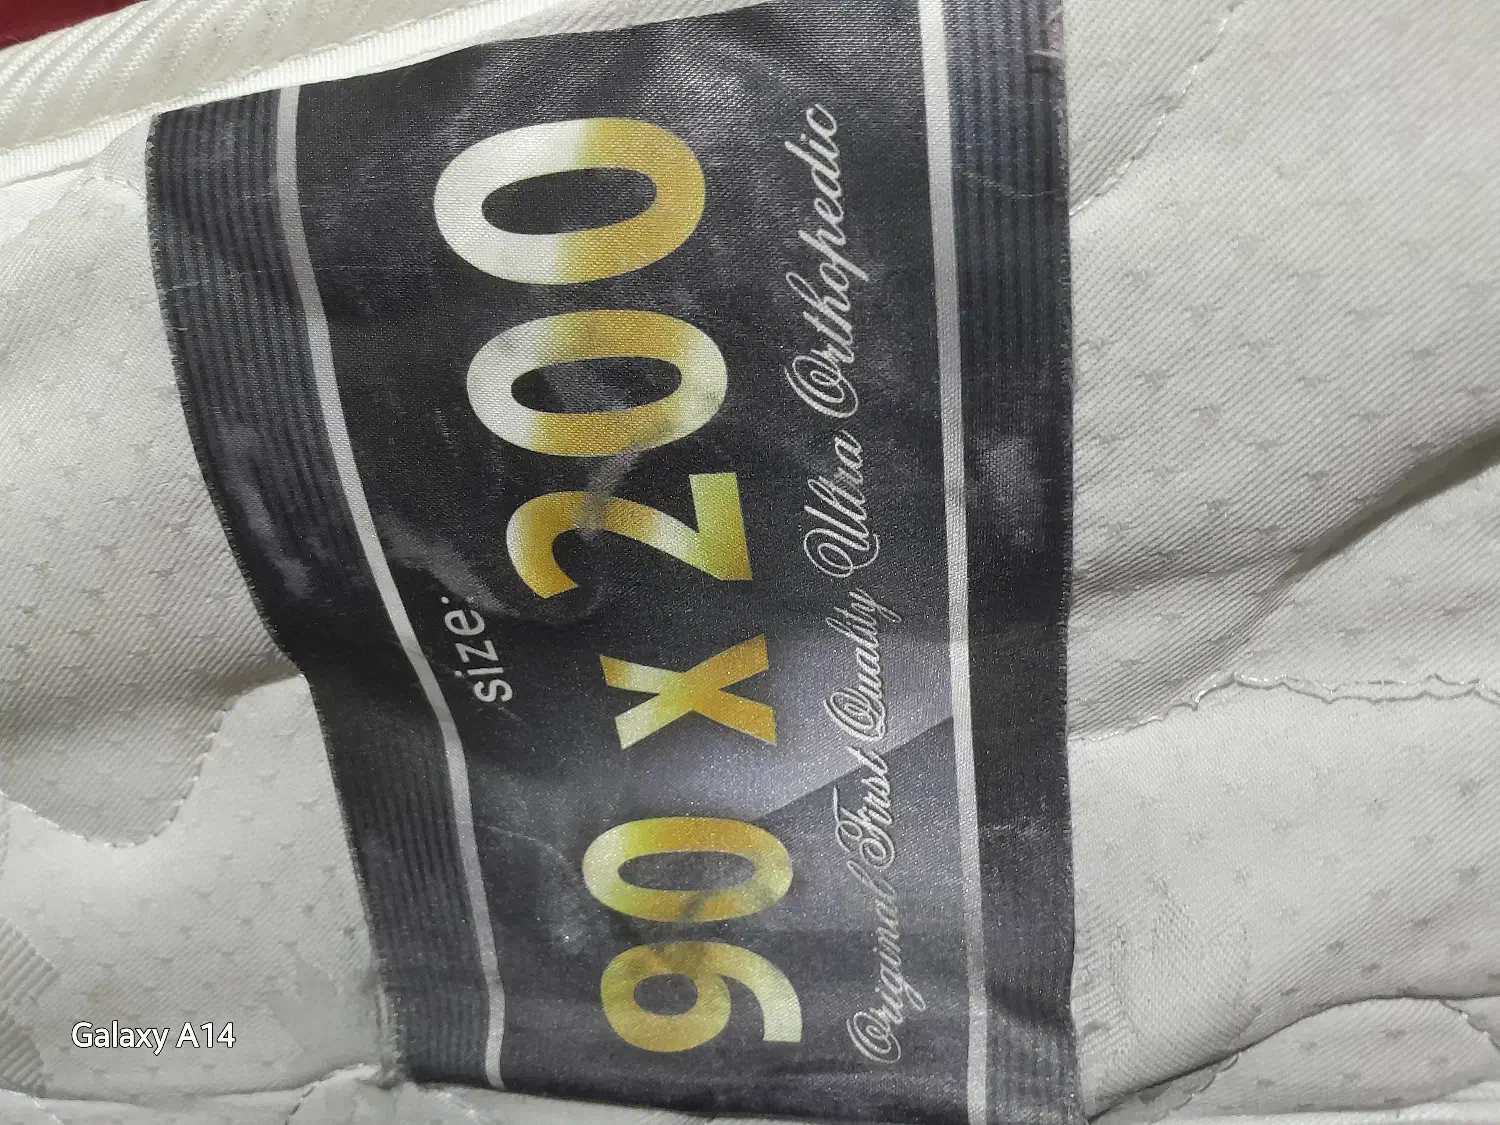 size:
90 x 200
Original First Quality Ultra Orthopedic
Galaxy A14